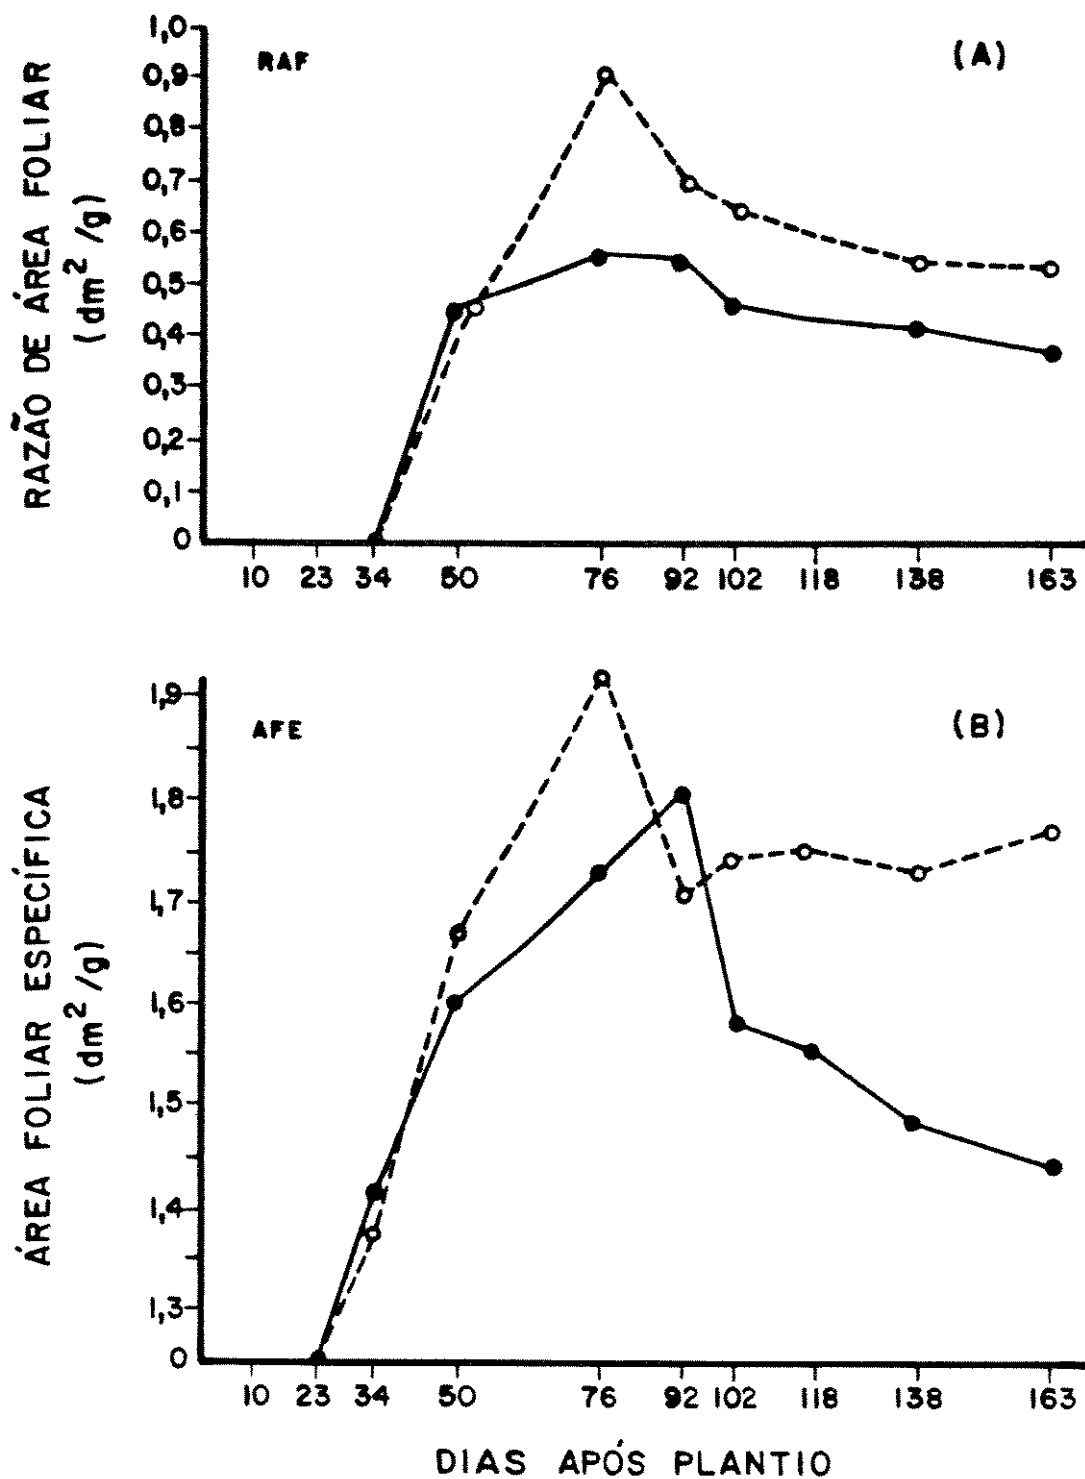 RAZÃO DE ÁREA FOLIAR
(dm²/g)
RAF
(A)
1,0
0,9
0,8
0,7
0,6
0,5
0,4
0,3
0,2
0,1
0
10 23 34 50 76 92 102 118 138 163
ÁREA FOLIAR ESPECÍFICA
(dm²/g)
AFE
(B)
1,9
1,8
1,7
1,6
1,5
1,4
1,3
0
10 23 34 50 76 92 102 118 138 163
DIAS APÓS PLANTIO